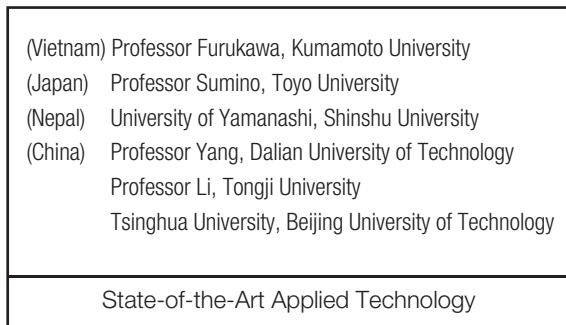 (Vietnam) Professor Furukawa, Kumamoto University
(Japan) Professor Sumino, Toyo University
(Nepal) University of Yamanashi, Shinshu University
(China) Professor Yang, Dalian University of Technology
Professor Li, Tongji University
Tsinghua University, Beijing University of Technology
State-of-the-Art Applied Technology